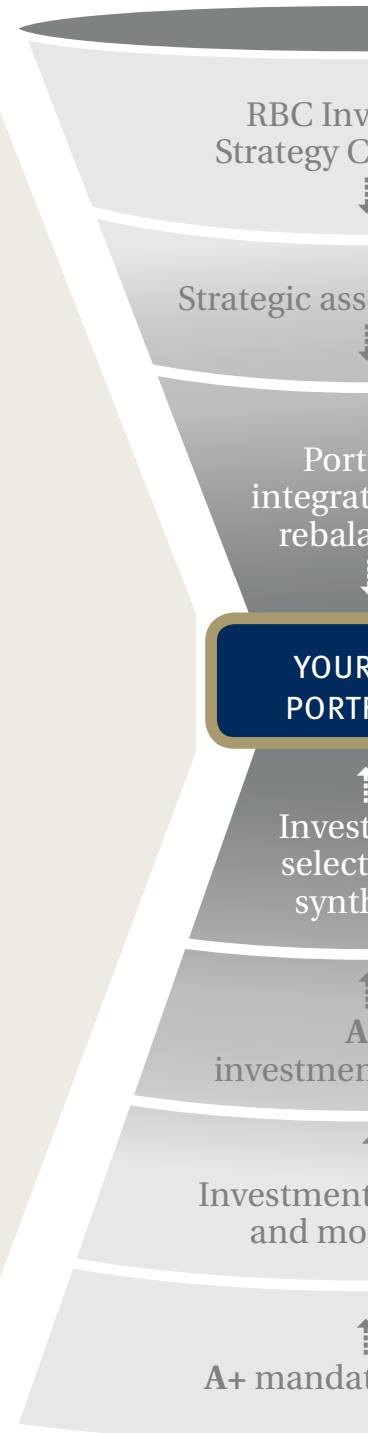 RBC Inv
Strategy C
Strategic ass
Port
integrat
rebala
YOUR
PORTF
Invest
select
synth
A
investmen
Investment
and mo
A+ mandat